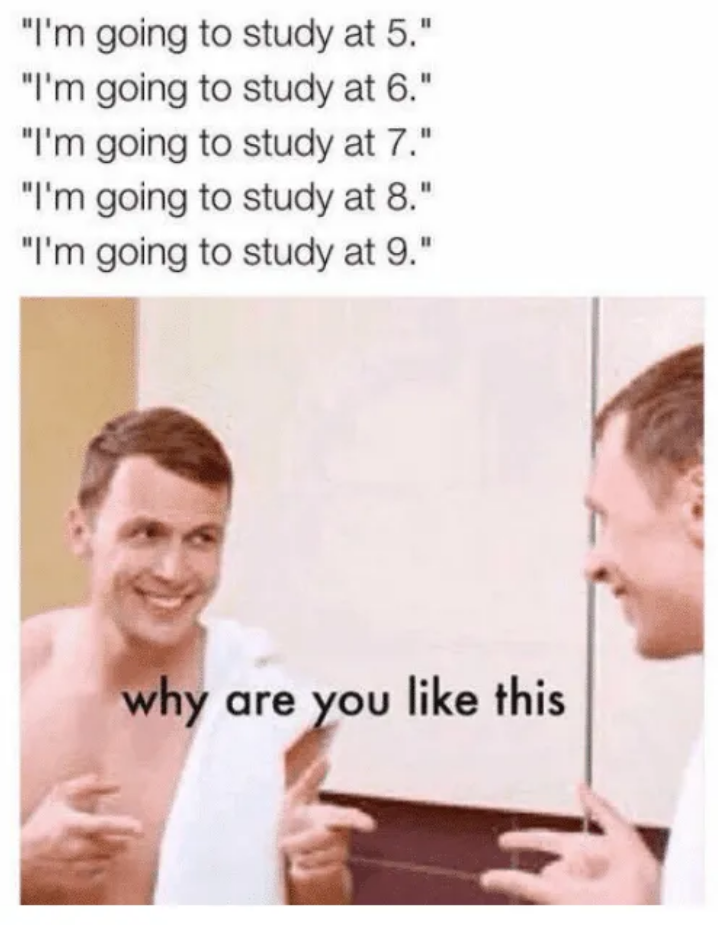 "I'm going to study at 5."
"I'm going to study at 6."
"I'm going to study at 7."
"I'm going to study at 8."
"I'm going to study at 9."
why are you like this